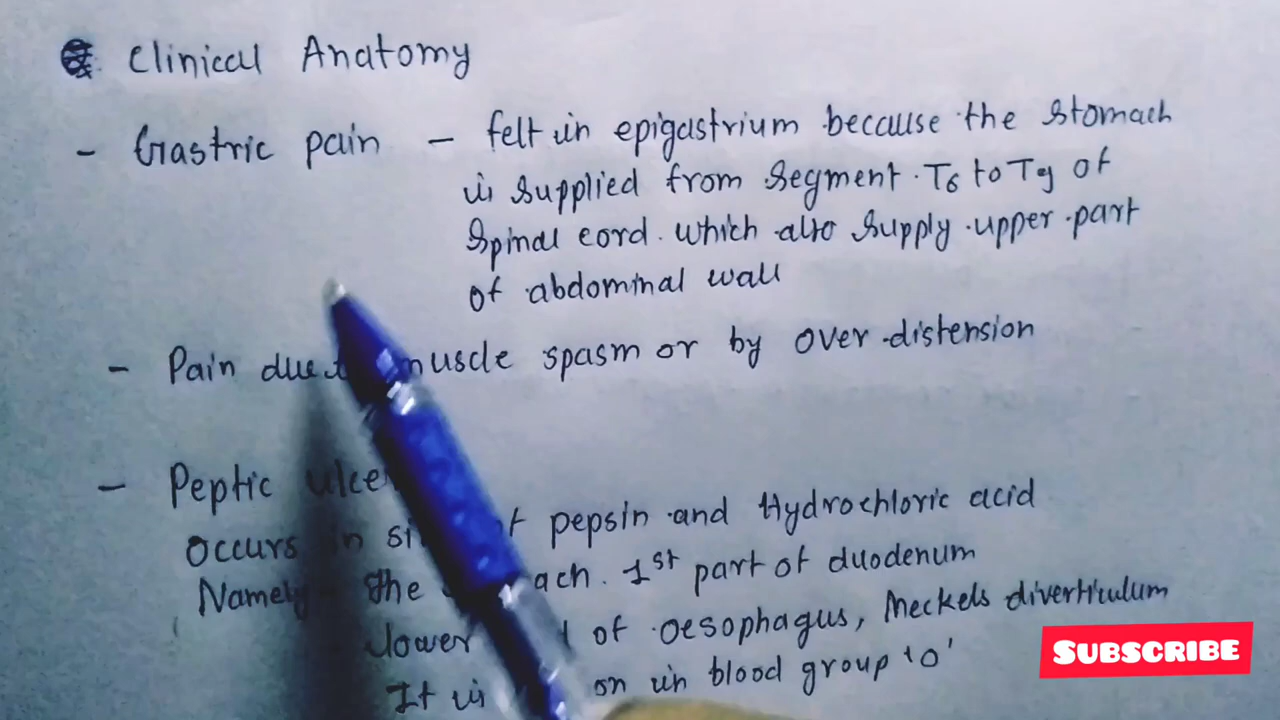 Clinical Anatomy
- Gastric pain - felt in epigastrium because the stomach
is supplied from segment T6 to T9 of
Spinal cord which also supply upper part
of abdominal wall
- Pain due muscle spasm or by over distension
- Peptic
occurs in pepsin and Hydrochloric acid
Namely - the 1st part of duodenum
lower of oesophagus, Meckels diverticulum
It is in blood group 'O'
SUBSCRIBE